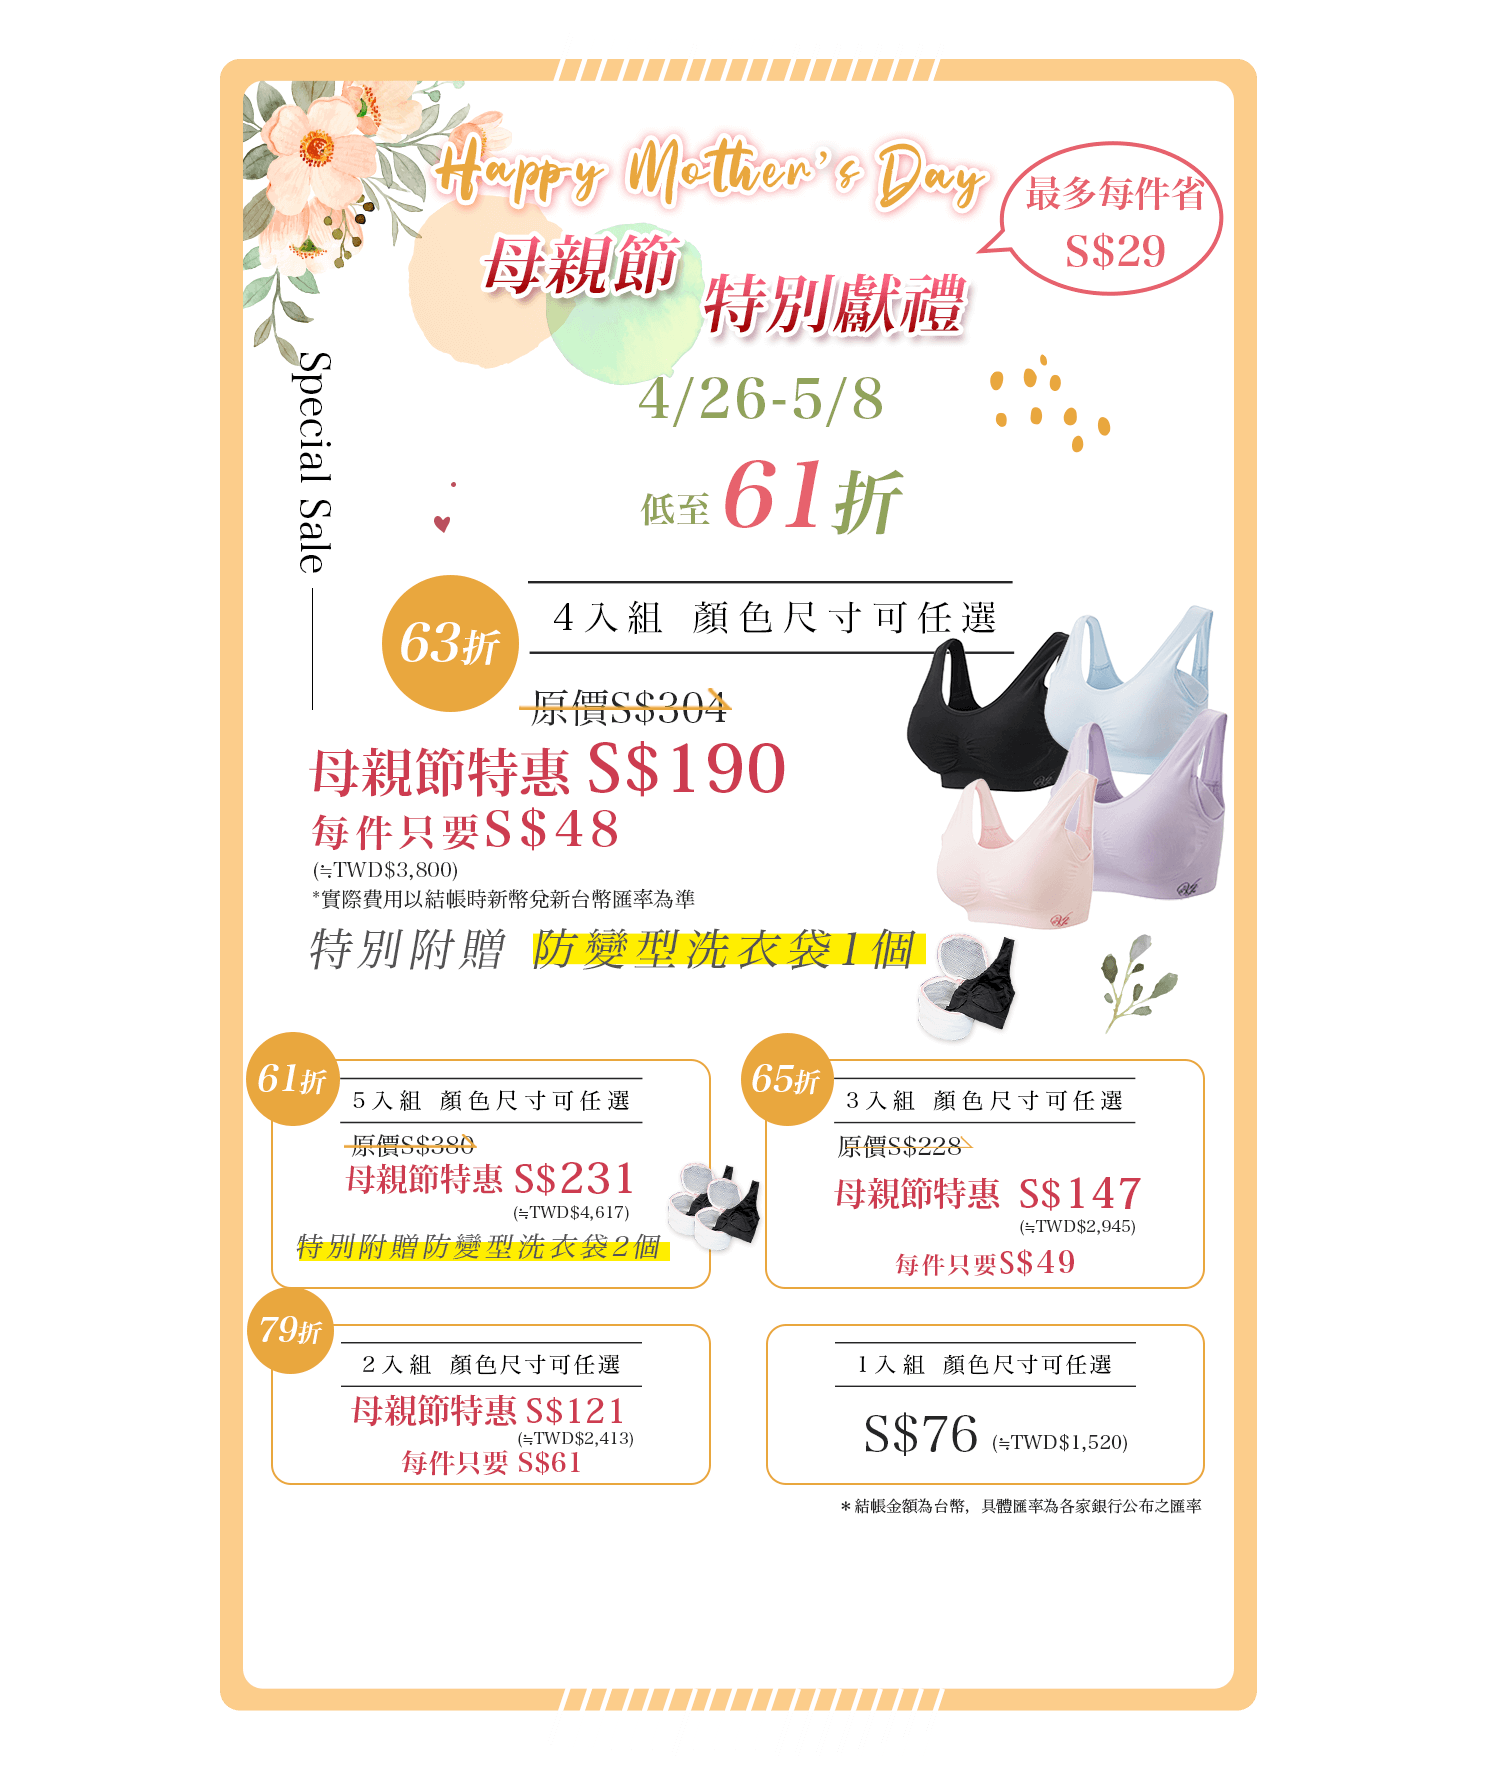 Happy Mother's Day
最多每件省
S$29
母親節
特別獻禮
Special Sale
4/26-5/8
低至61折
63折
4入組 顏色尺寸可任選
原價S$304
母親節特惠 S$190
每件只要S$48
(≒TWD$3,800)
*實際費用以結帳時新幣兌新台幣匯率為準
特別附贈 防變型洗衣袋1個
61折
5入組 顏色尺寸可任選
原價S$380
母親節特惠 S$231
(≒TWD$4,617)
特別附贈防變型洗衣袋2個
65折
3入組 顏色尺寸可任選
原價S$228
母親節特惠 S$147
(≒TWD$2,945)
每件只要S$49
79折
2入組 顏色尺寸可任選
母親節特惠 S$121
(≒TWD$2,413)
每件只要 S$61
1入組 顏色尺寸可任選
S$76 (≒TWD$1,520)
*結帳金額為台幣，具體匯率為各家銀行公布之匯率